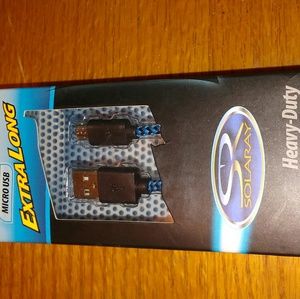 MICRO USB
EXTRA LONG
SOLARAY
Heavy-Duty